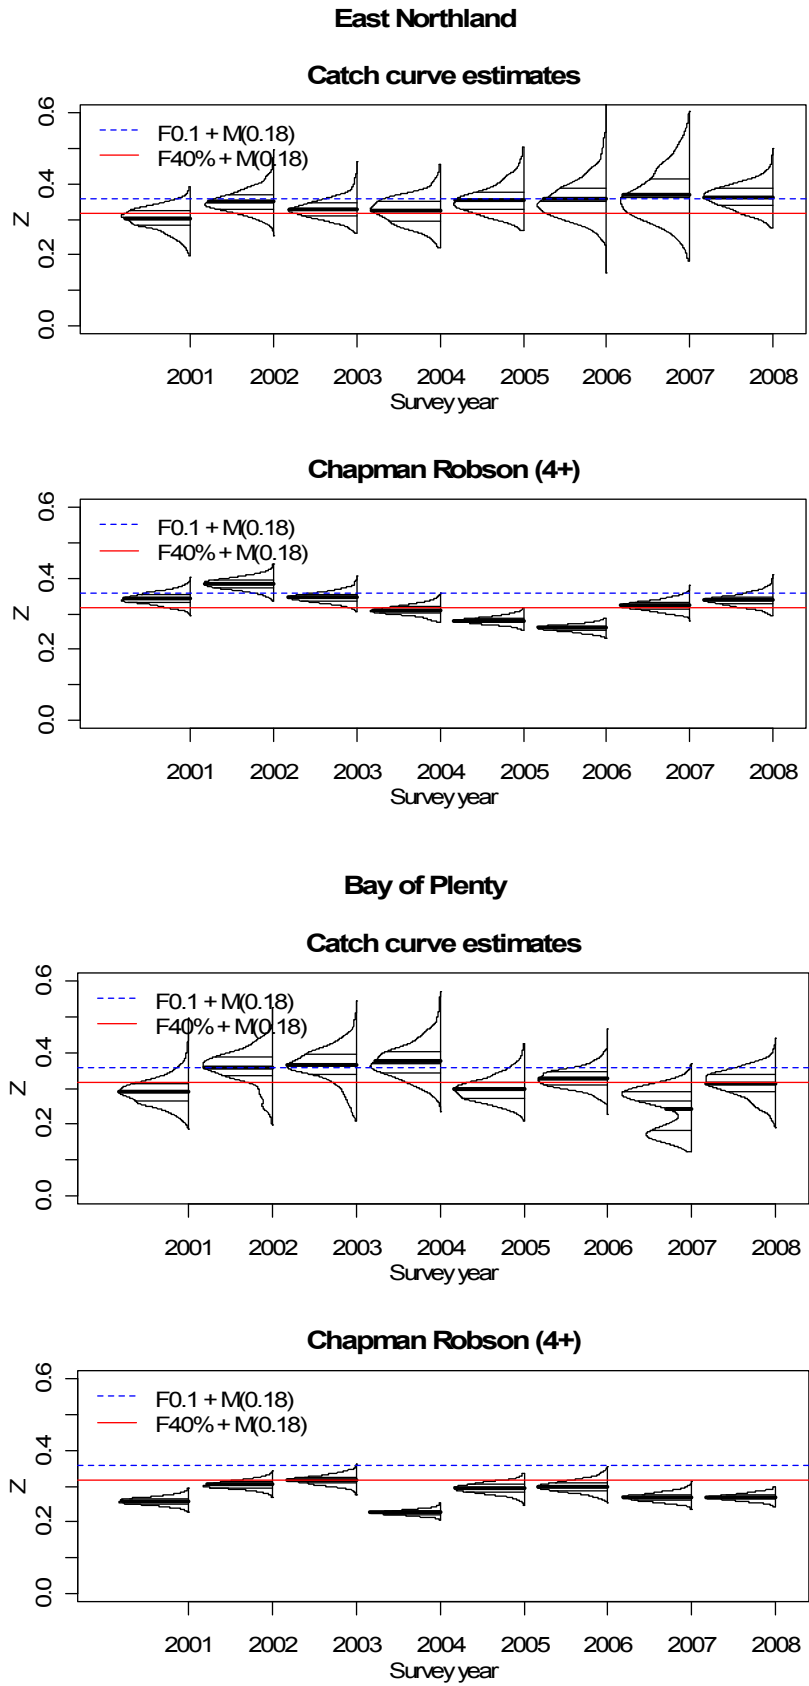 East Northland
Catch curve estimates
0.6
F0.1 + M(0.18)
F40% + M(0.18)
0.4
Z
0.2
0.0
2001 2002 2003 2004 2005 2006 2007 2008
Survey year
Chapman Robson (4+)
0.6
F0.1 + M(0.18)
F40% + M(0.18)
0.4
Z
0.2
0.0
2001 2002 2003 2004 2005 2006 2007 2008
Survey year
Bay of Plenty
Catch curve estimates
0.6
F0.1 + M(0.18)
F40% + M(0.18)
0.4
Z
0.2
0.0
2001 2002 2003 2004 2005 2006 2007 2008
Survey year
Chapman Robson (4+)
0.6
F0.1 + M(0.18)
F40% + M(0.18)
0.4
Z
0.2
0.0
2001 2002 2003 2004 2005 2006 2007 2008
Survey year